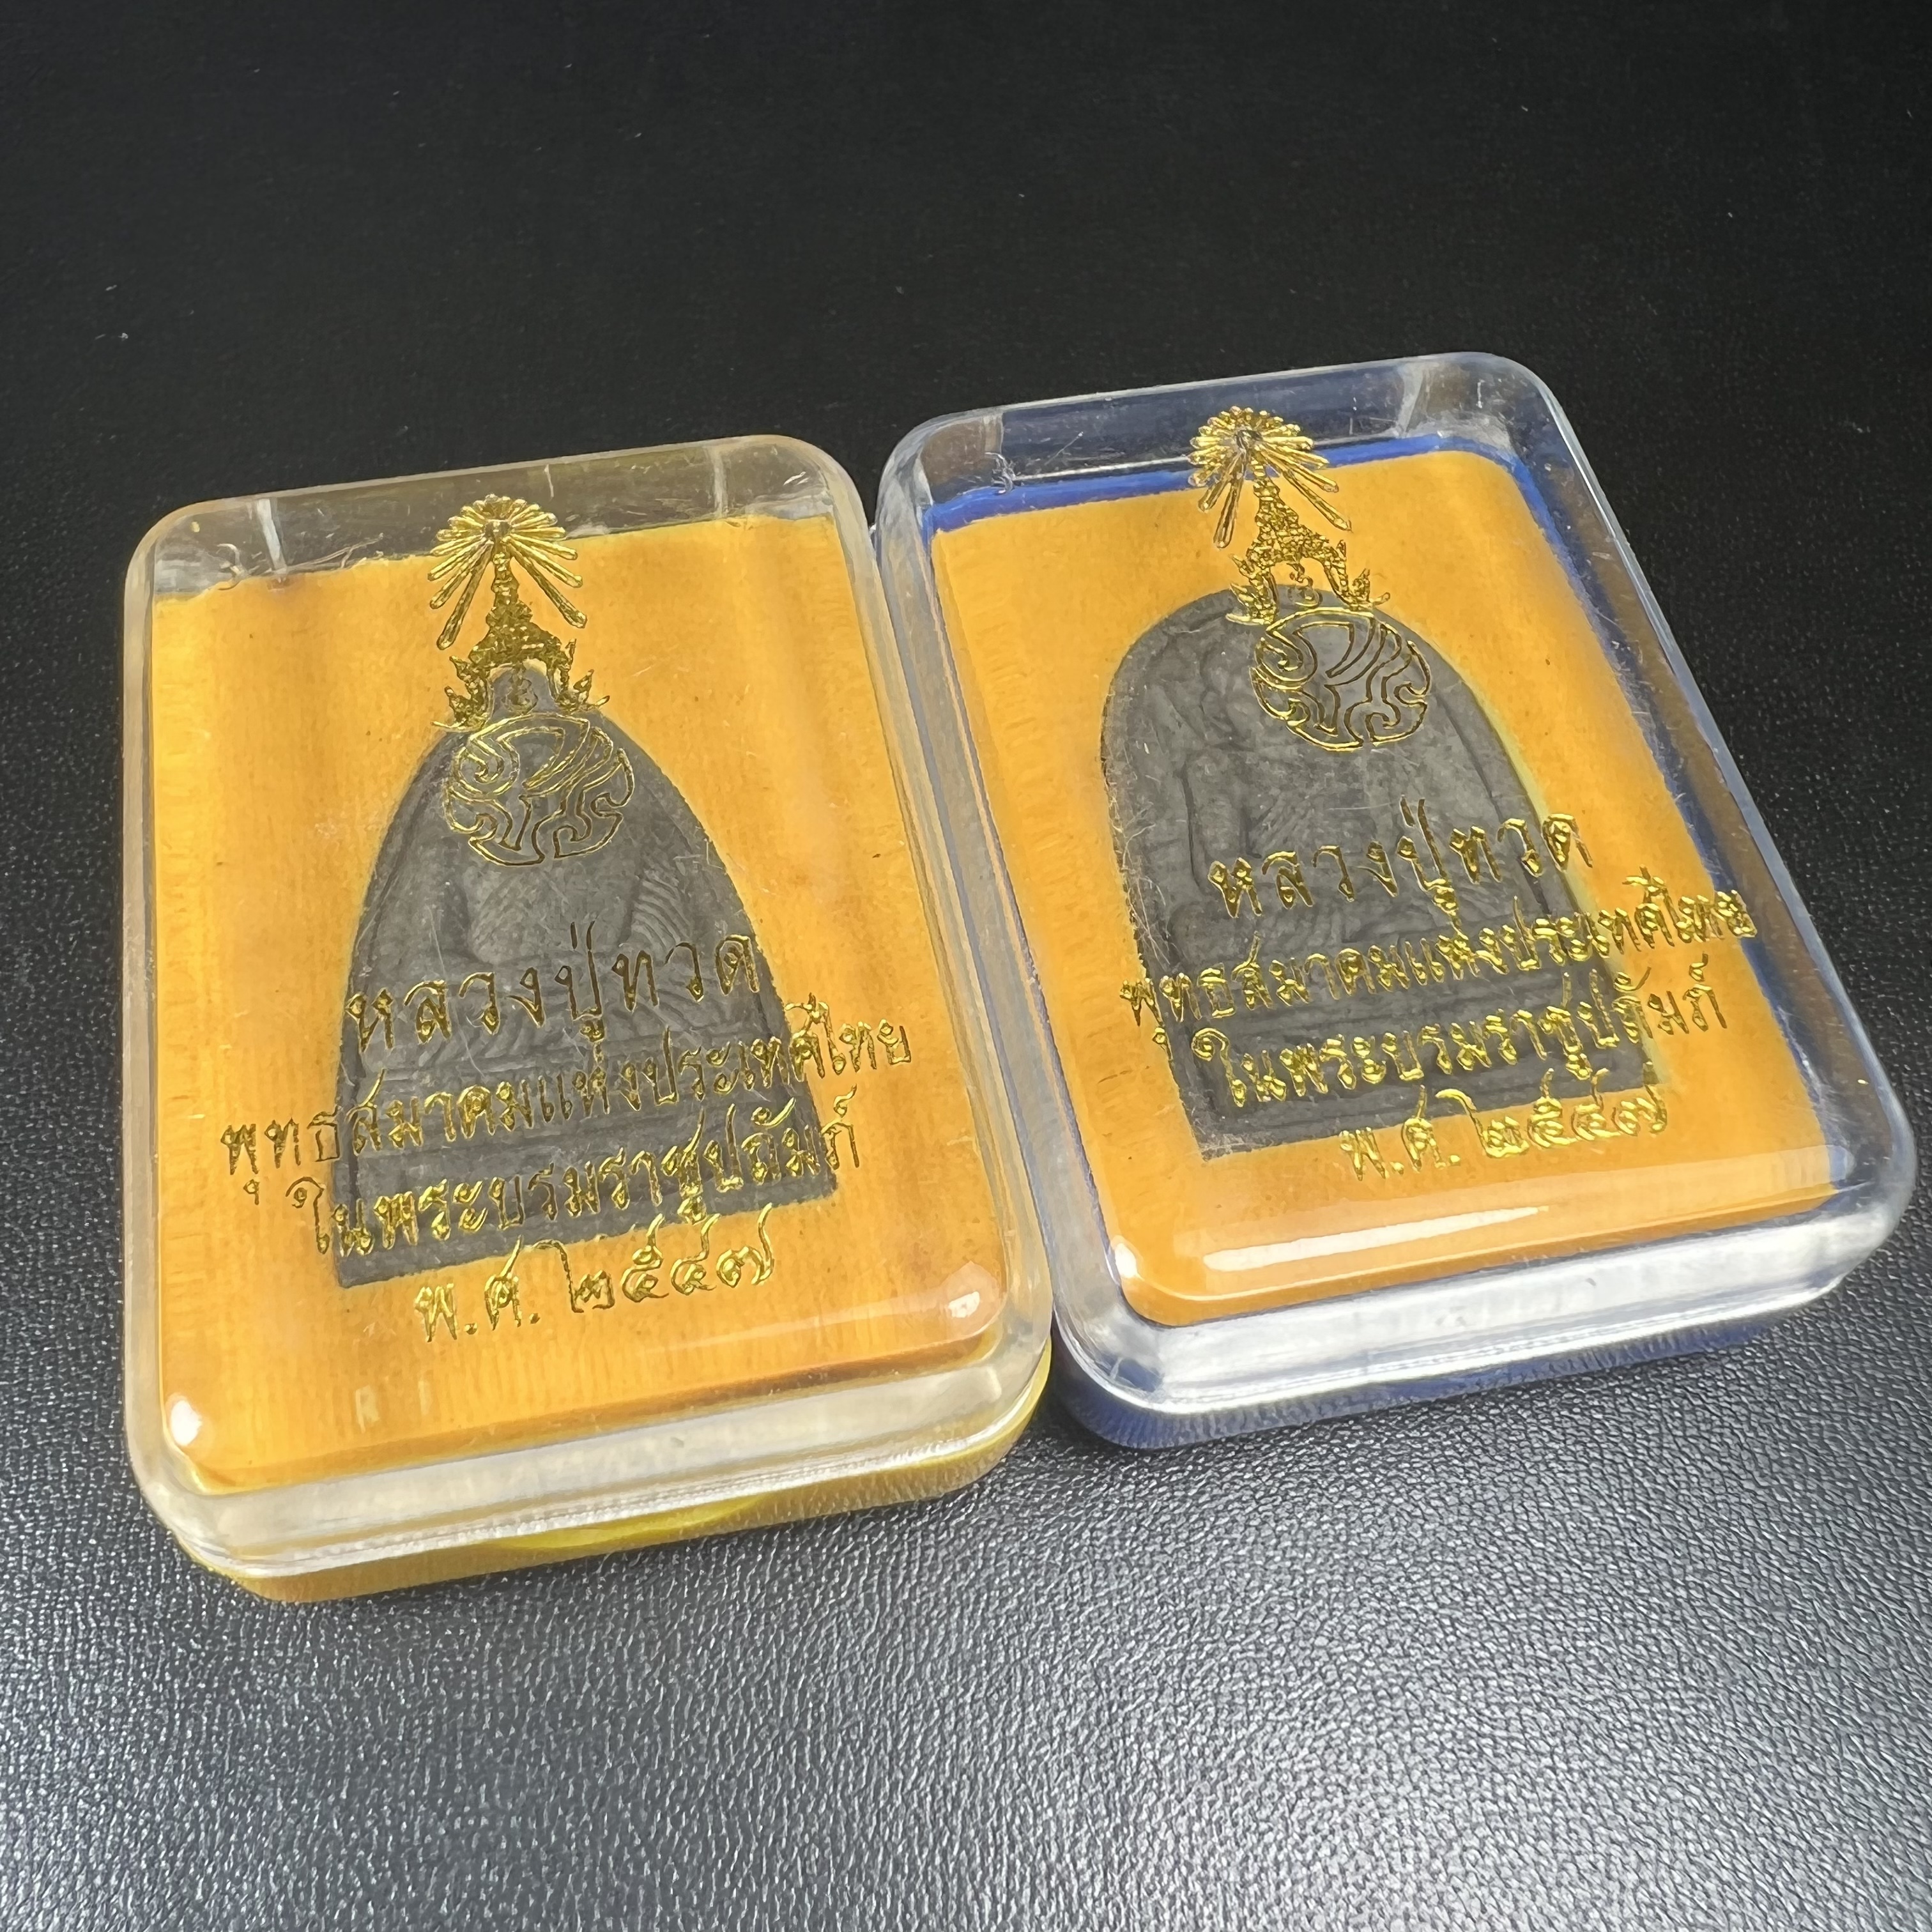 หลวงปู่ทวด
พุทธสมาคมแห่งประเทศไทย
ในพระบรมราชูปถัมภ์
พ.ศ. ๒๕๔๗
หลวงปู่ทวด
พุทธสมาคมแห่งประเทศไทย
ในพระบรมราชูปถัมภ์
พ.ศ. ๒๕๔๗